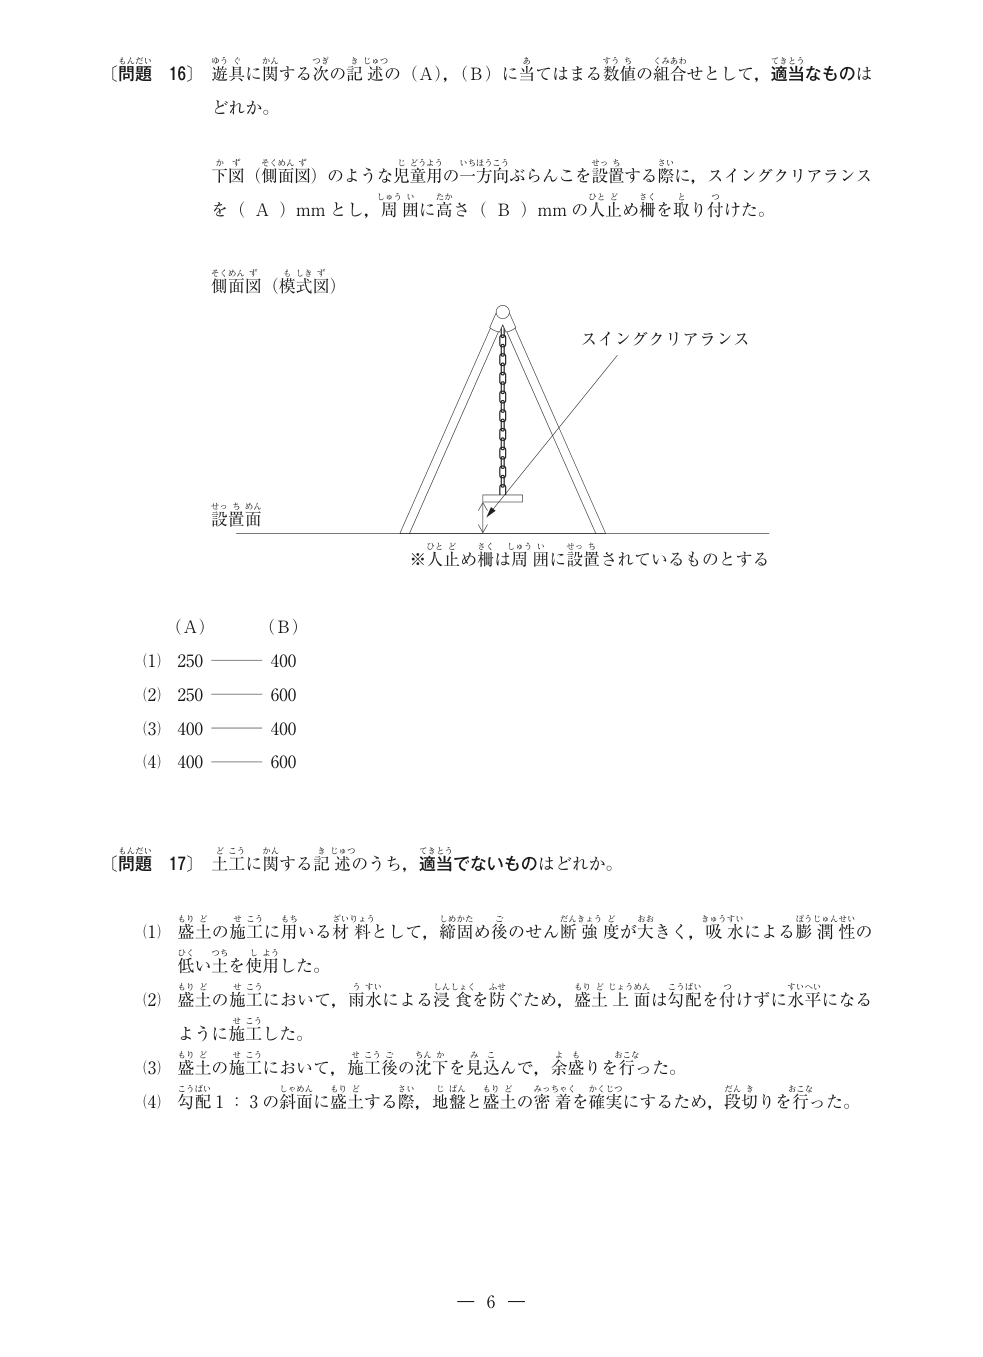 〔問題　16〕　遊具に関する次の記述の（A），（B）に当てはまる数値の組合せとして，適当なものは
どれか。
下図（側面図）のような児童用の一方向ぶらんこを設置する際に，スイングクリアランス
を（ A ）mm とし，周囲に高さ（ B ）mm の人止め柵を取り付けた。
側面図（模式図）
スイングクリアランス
設置面
※人止め柵は周囲に設置されているものとする
（A）　　（B）
⑴　250 ─── 400
⑵　250 ─── 600
⑶　400 ─── 400
⑷　400 ─── 600
〔問題　17〕　土工に関する記述のうち，適当でないものはどれか。
⑴　盛土の施工に用いる材料として，締固め後のせん断強度が大きく，吸水による膨潤性の
低い土を使用した。
⑵　盛土の施工において，雨水による浸食を防ぐため，盛土上面は勾配を付けずに水平になる
ように施工した。
⑶　盛土の施工において，施工後の沈下を見込んで，余盛りを行った。
⑷　勾配1：3の斜面に盛土する際，地盤と盛土の密着を確実にするため，段切りを行った。
― 6 ―